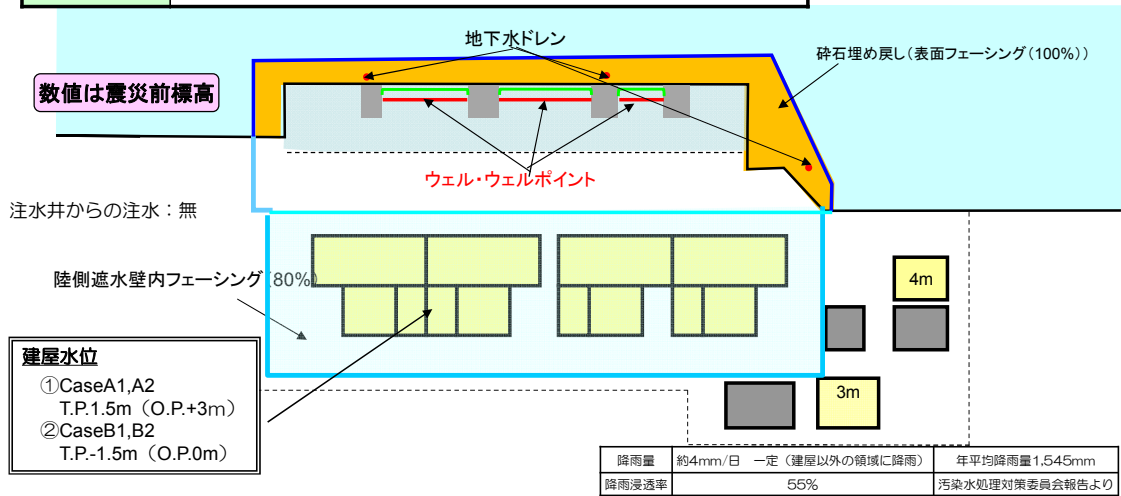 地下水ドレン
砕石埋め戻し(表面フェーシング(100%))
数値は震災前標高
ウェル・ウェルポイント
注水井からの注水：無
陸側遮水壁内フェーシング(80%)
4m
3m
建屋水位
①CaseA1,A2
T.P.1.5m（O.P.+3m）
②CaseB1,B2
T.P.-1.5m（O.P.0m）
降雨量 約4mm/日　一定（建屋以外の領域に降雨） 年平均降雨量1,545mm
降雨浸透率 55% 汚染水処理対策委員会報告より